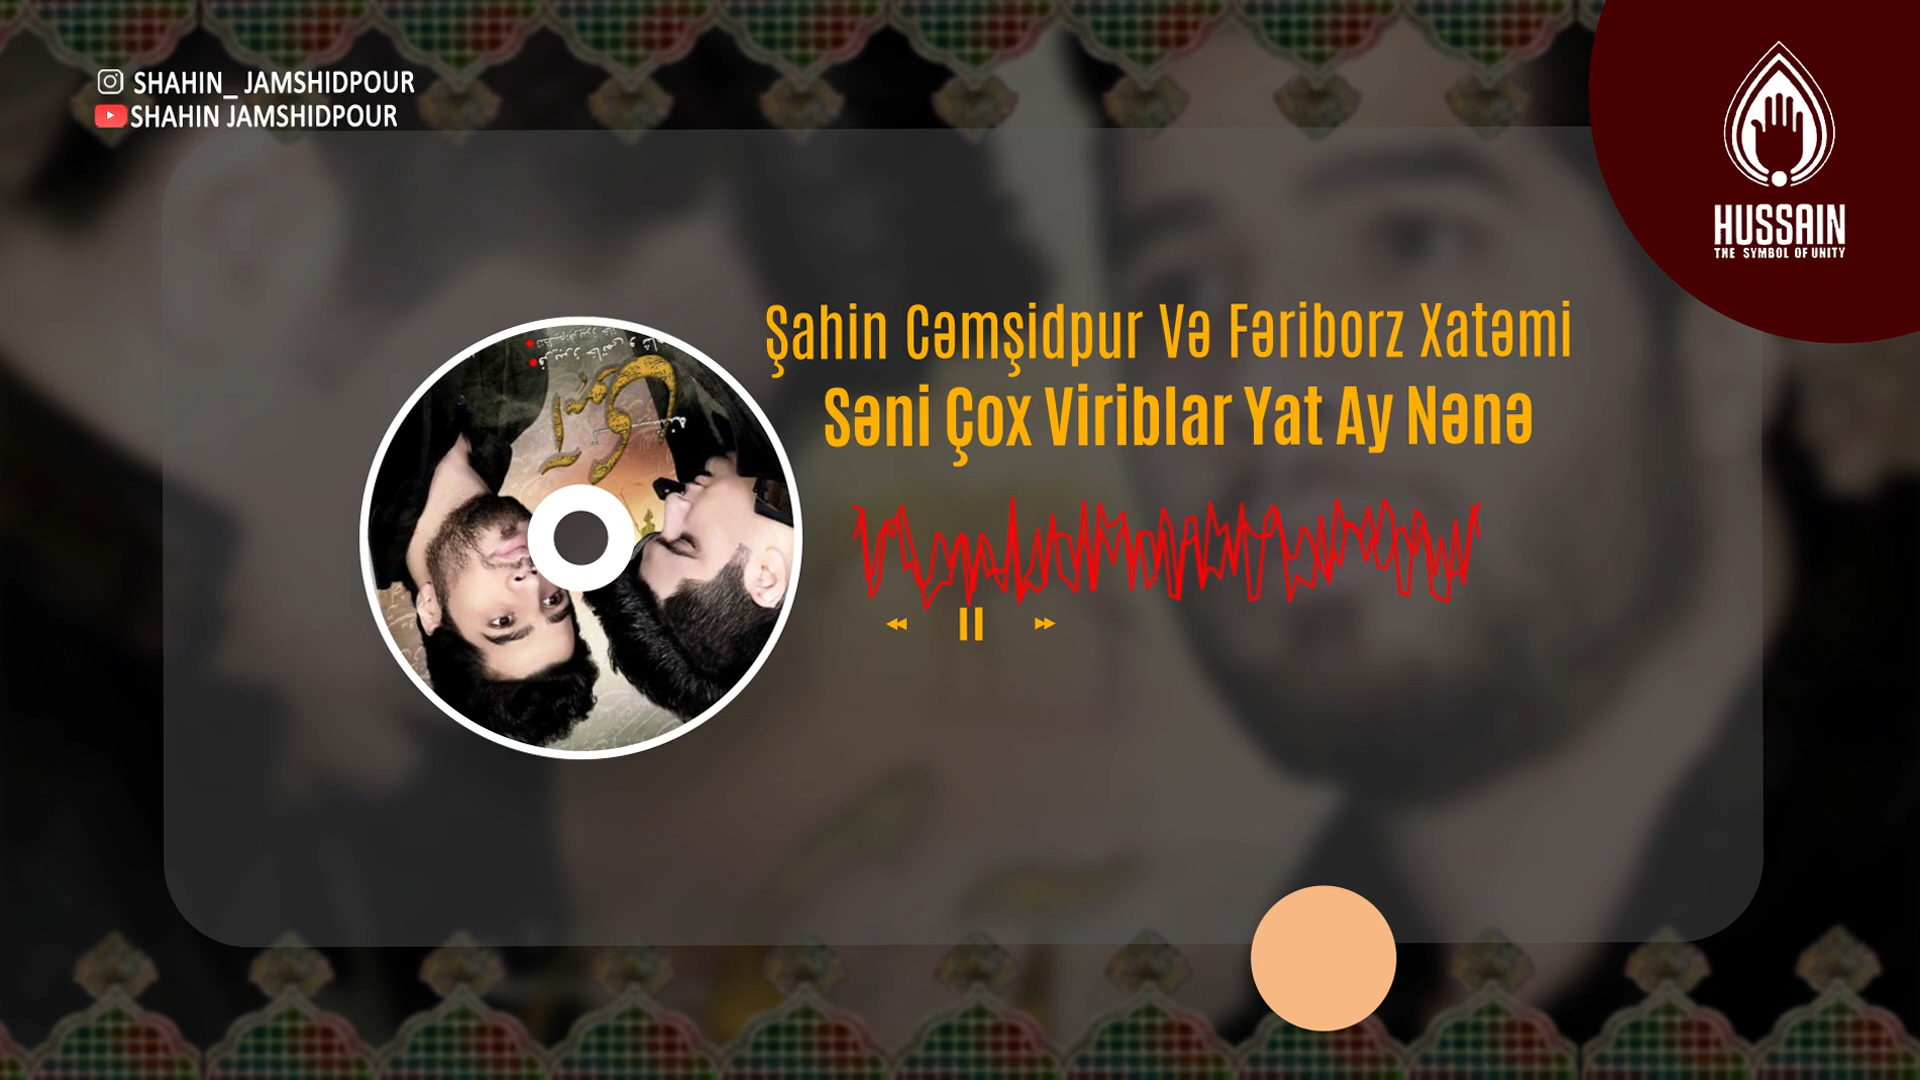 SHAHIN_ JAMSHIDPOUR
SHAHIN JAMSHIDPOUR
HUSSAIN
THE SYMBOL OF UNITY
Şahin Cəmşidpur Və Fəriborz Xatəmi
Səni Çox Viriblar Yat Ay Nənə